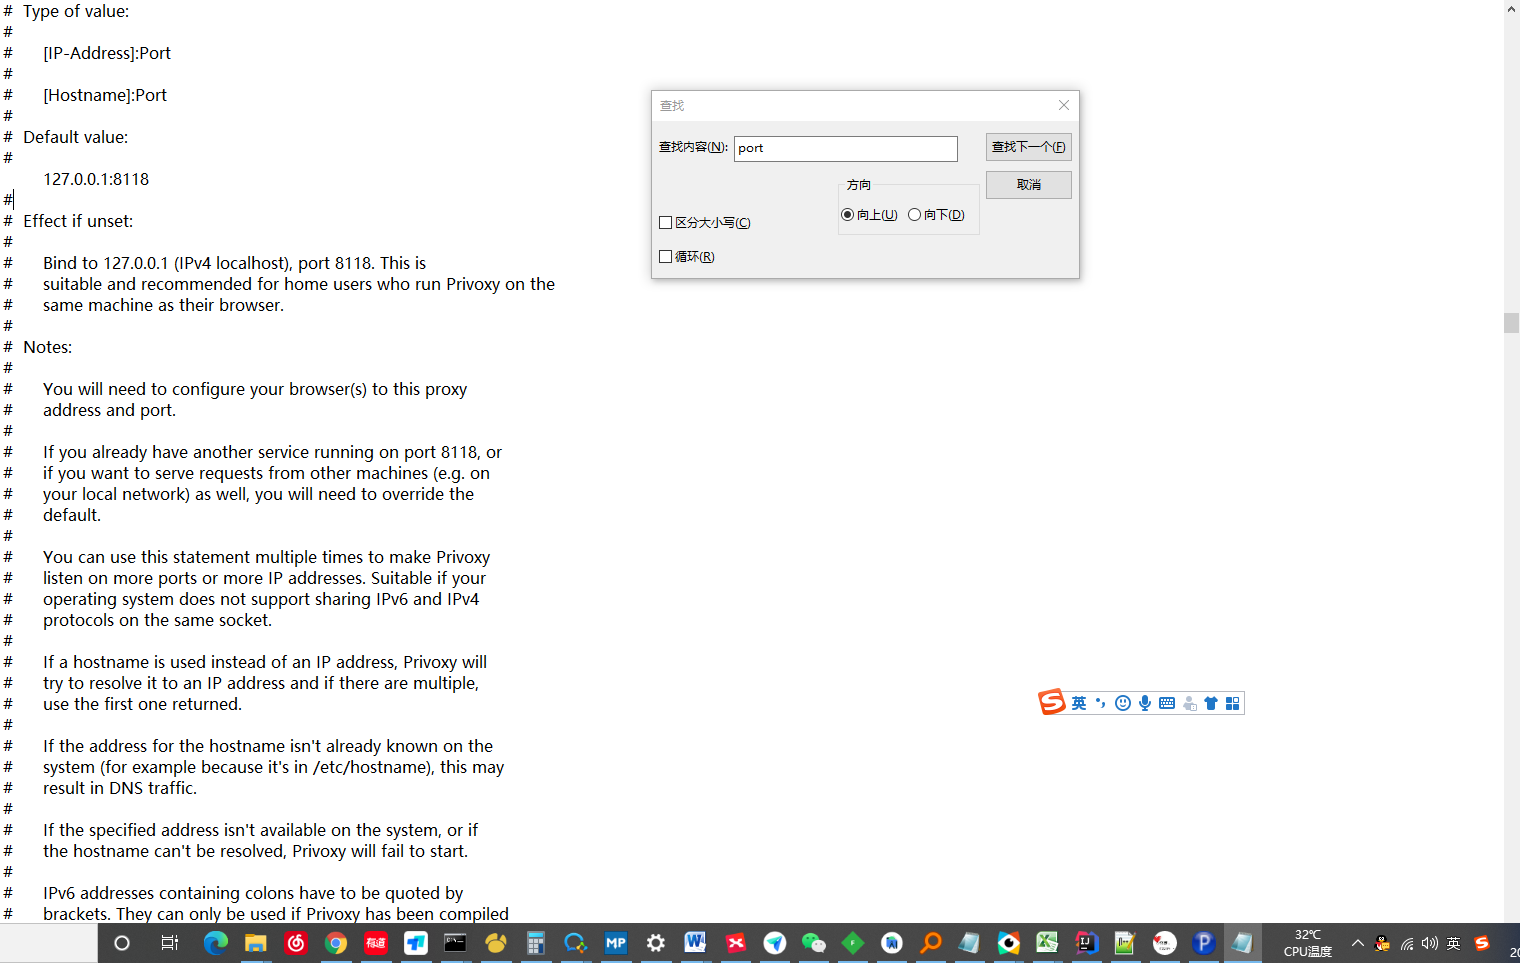 # Type of value:
#
# [IP-Address]:Port
#
# [Hostname]:Port
#
# Default value:
#
127.0.0.1:8118
#
# Effect if unset:
#
# Bind to 127.0.0.1 (IPv4 localhost), port 8118. This is
# suitable and recommended for home users who run Privoxy on the
# same machine as their browser.
#
# Notes:
#
# You will need to configure your browser(s) to this proxy
# address and port.
#
# If you already have another service running on port 8118, or
# if you want to serve requests from other machines (e.g. on
# your local network) as well, you will need to override the
# default.
#
# You can use this statement multiple times to make Privoxy
# listen on more ports or more IP addresses. Suitable if your
# operating system does not support sharing IPv6 and IPv4
# protocols on the same socket.
#
# If a hostname is used instead of an IP address, Privoxy will
# try to resolve it to an IP address and if there are multiple,
# use the first one returned.
#
# If the address for the hostname isn't already known on the
# system (for example because it's in /etc/hostname), this may
# result in DNS traffic.
#
# If the specified address isn't available on the system, or if
# the hostname can't be resolved, Privoxy will fail to start.
#
# IPv6 addresses containing colons have to be quoted by
# brackets. They can only be used if Privoxy has been compiled
查找
查找内容(N): port
查找下一个(F)
取消
方向
向上(U) 向下(D)
区分大小写(C)
循环(R)
英
有道
MP
32℃
CPU温度
英
20